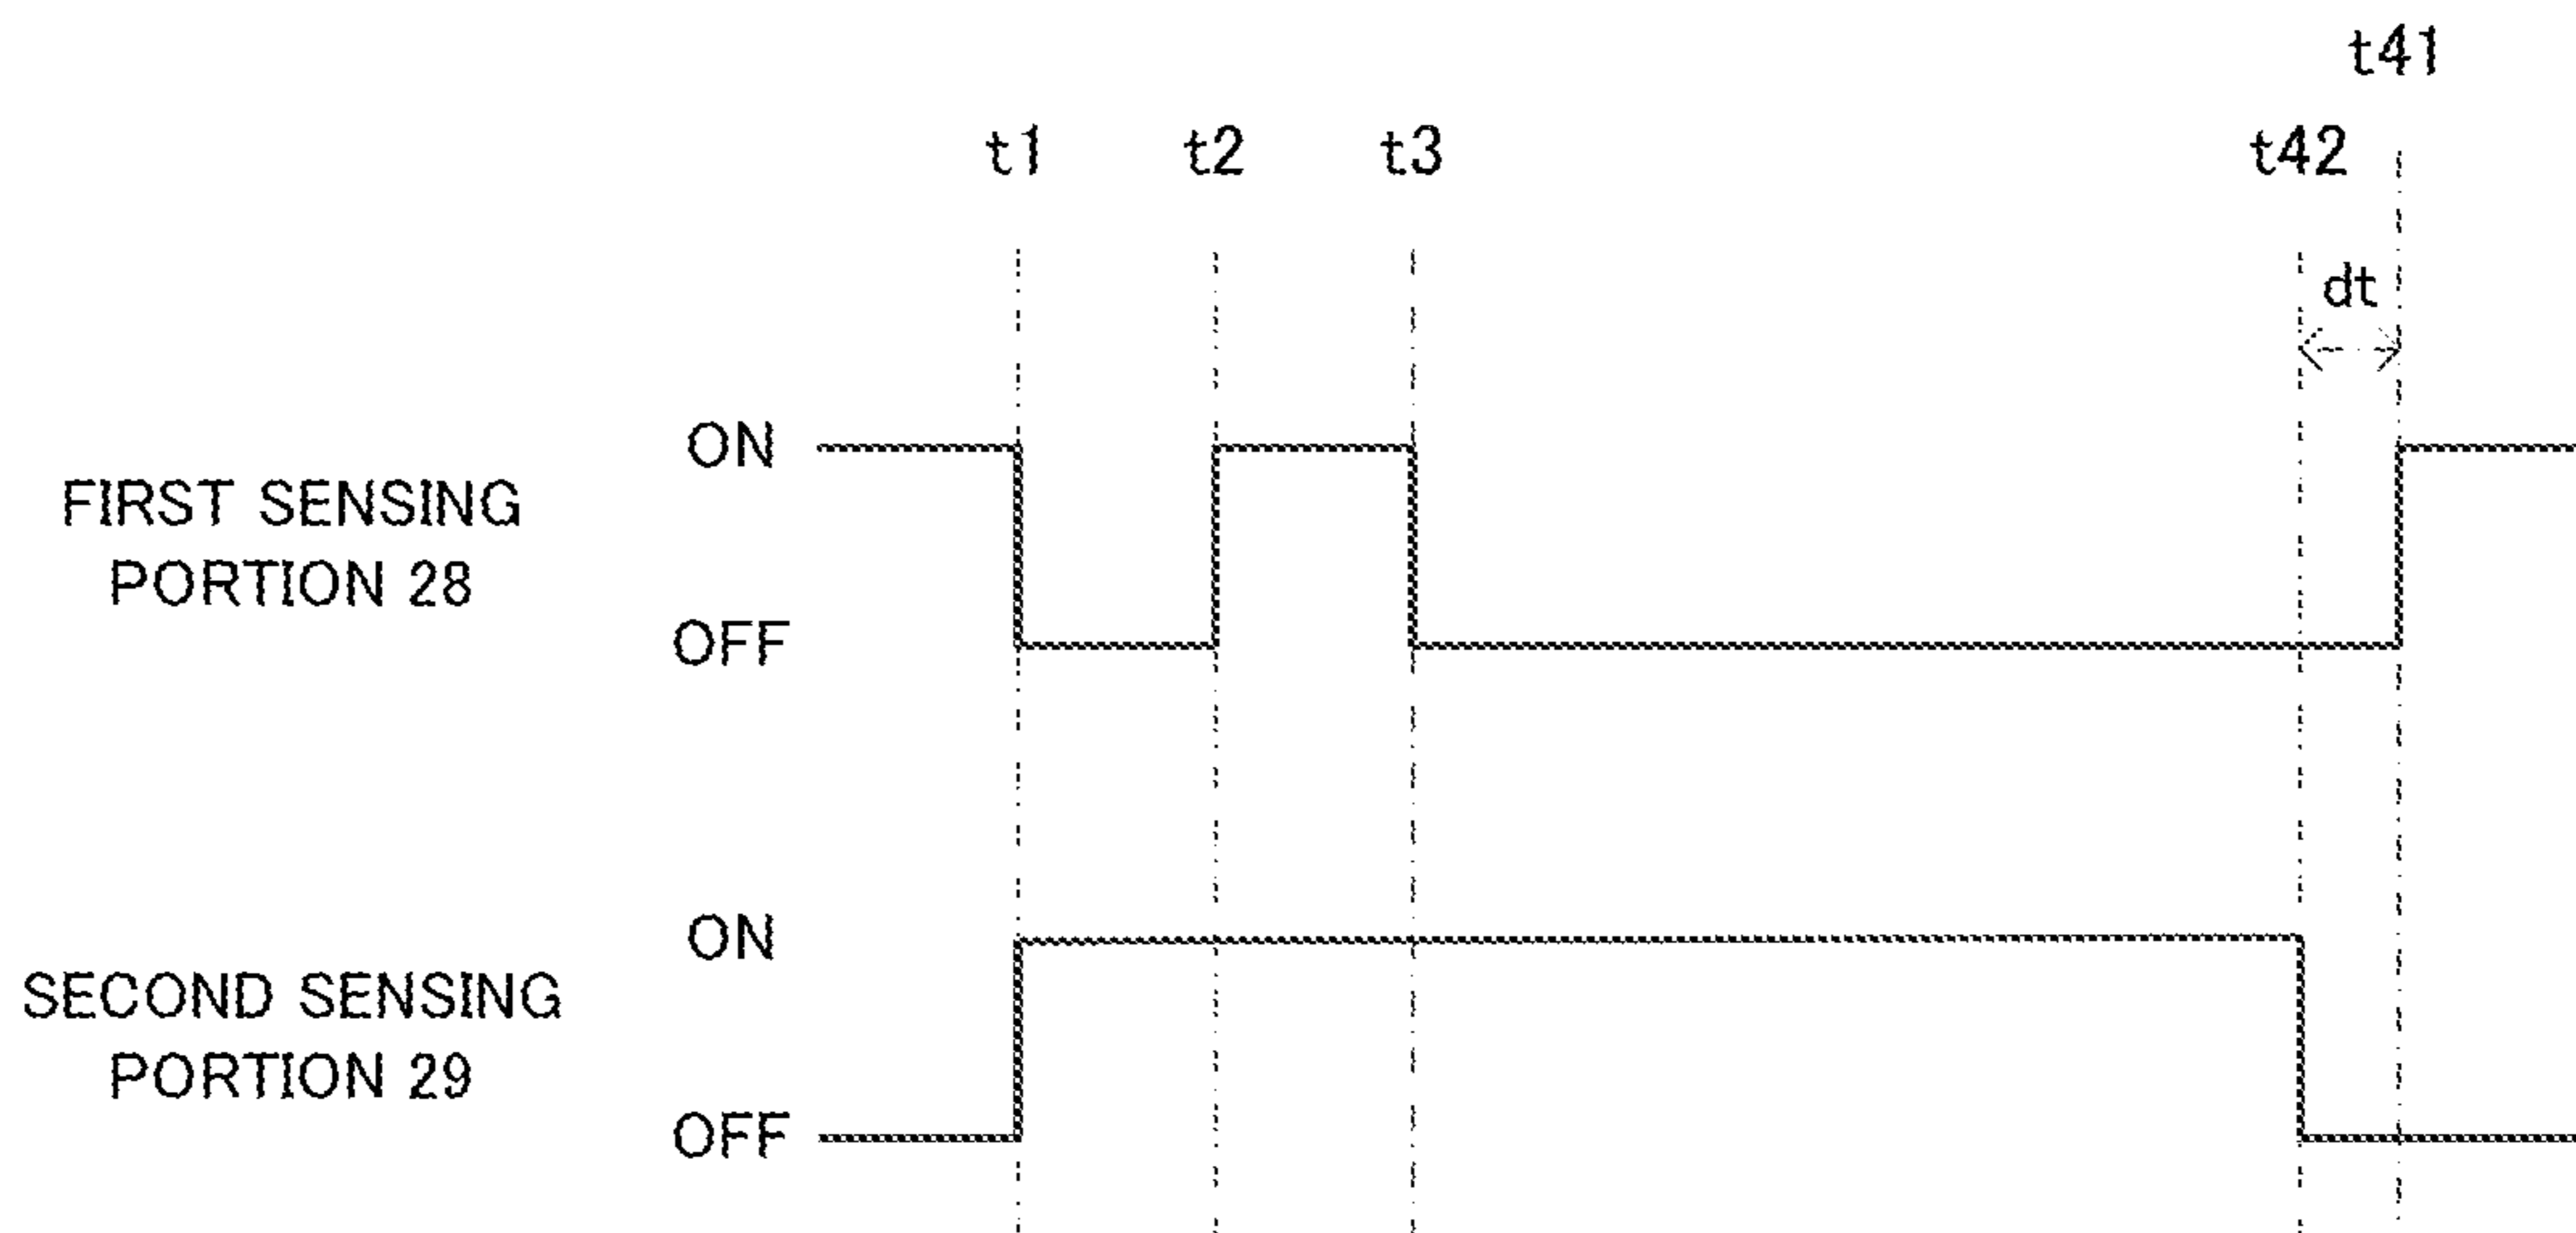 t41
t1 t2 t3 t42
dt
ON
FIRST SENSING
PORTION 28
OFF
ON
SECOND SENSING
PORTION 29
OFF